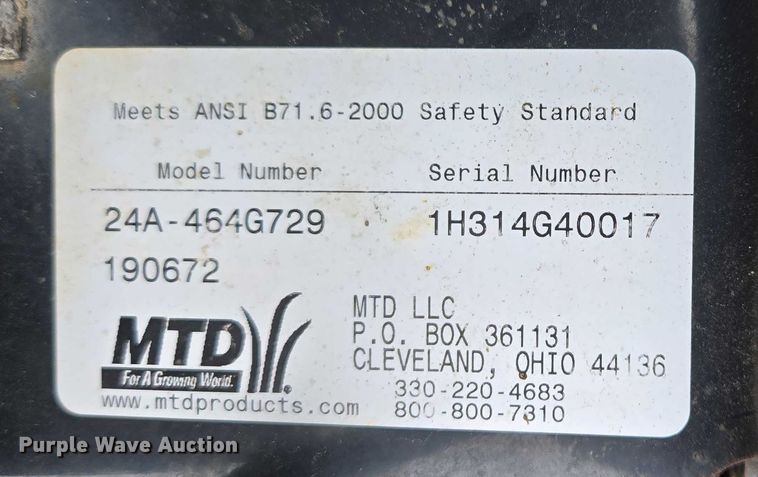 Meets ANSI B71.6-2000 Safety Standard
Model Number Serial Number
24A-464G729 1H314G40017
190672
MTD
For A Growing World.
www.mtdproducts.com
MTD LLC
P.O. BOX 361131
CLEVELAND, OHIO 44136
330-220-4683
800-800-7310
Purple Wave Auction